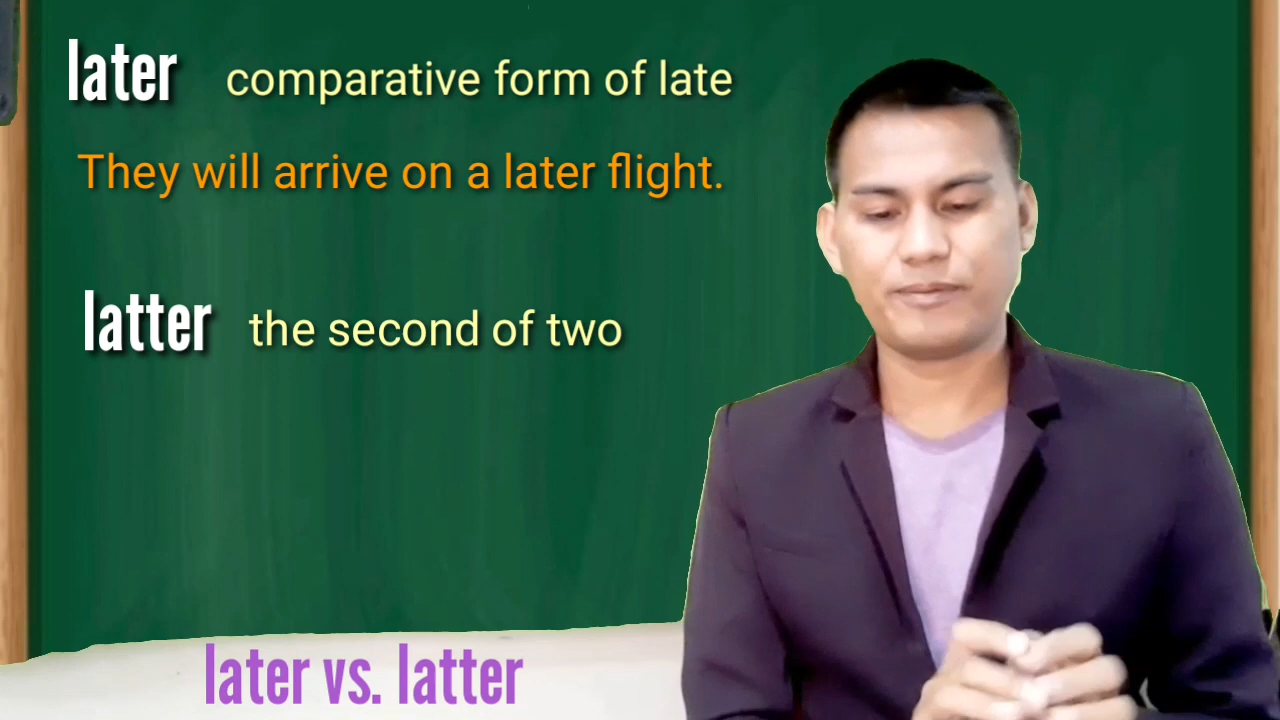 later comparative form of late
They will arrive on a later flight.
latter the second of two
later vs. latter